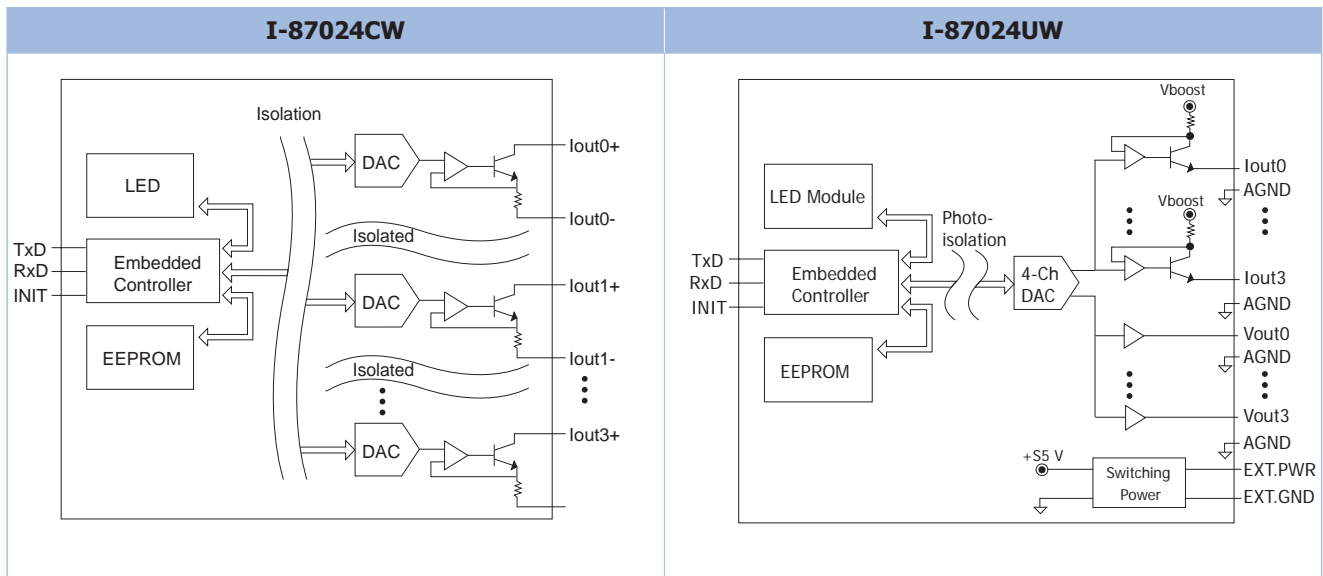 I-87024CW
Isolation
LED
TxD
RxD
INIT
Embedded
Controller
EEPROM
DAC
Iout0+
Iout0-
Isolated
DAC
Iout1+
Iout1-
Isolated
DAC
Iout3+
I-87024UW
Vboost
LED Module
Iout0
AGND
Vboost
Photo-
isolation
TxD
RxD
INIT
Embedded
Controller
4-Ch
DAC
Iout3
AGND
EEPROM
Vout0
AGND
Vout3
AGND
+S5 V
Switching
Power
EXT.PWR
EXT.GND